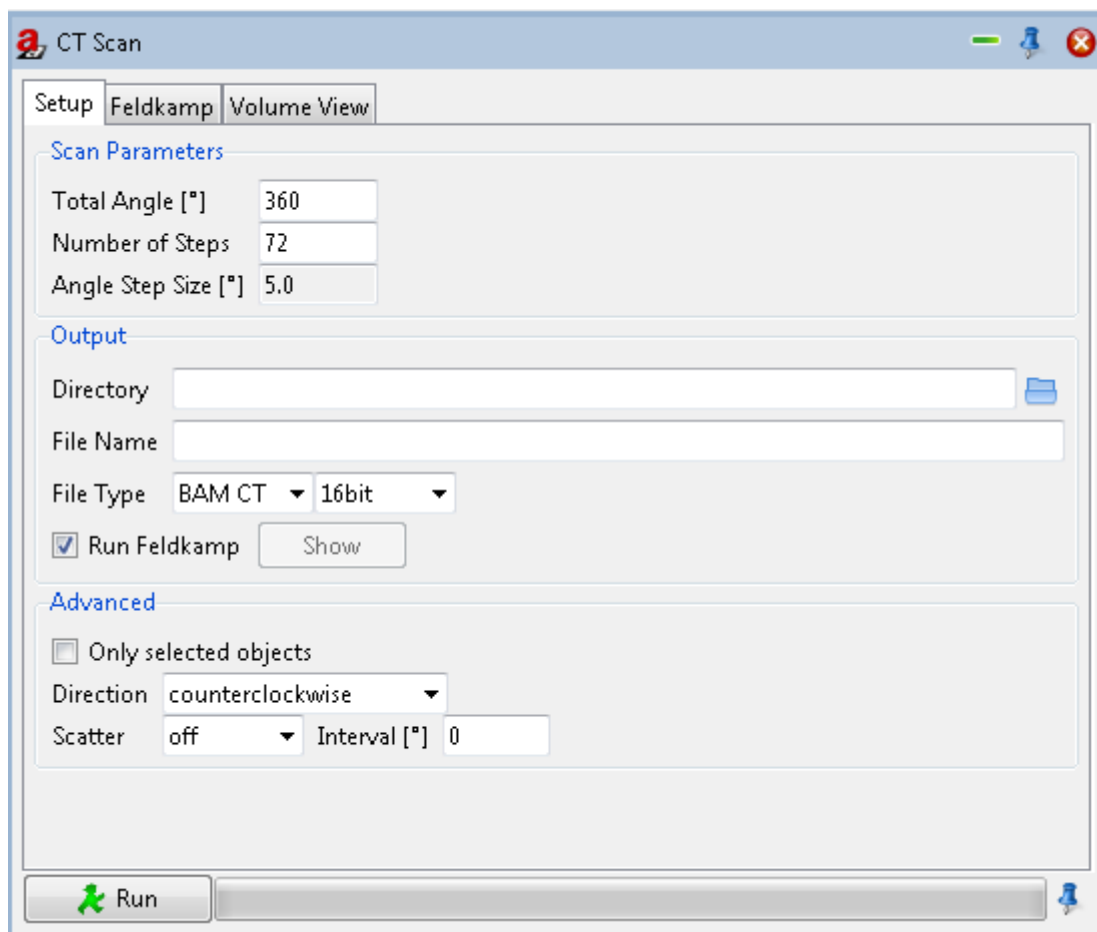 CT Scan
Setup Feldkamp Volume View
Scan Parameters
Total Angle [°] 360
Number of Steps 72
Angle Step Size [°] 5.0
Output
Directory
File Name
File Type BAM CT 16bit
Run Feldkamp Show
Advanced
Only selected objects
Direction counterclockwise
Scatter off Interval [°] 0
Run